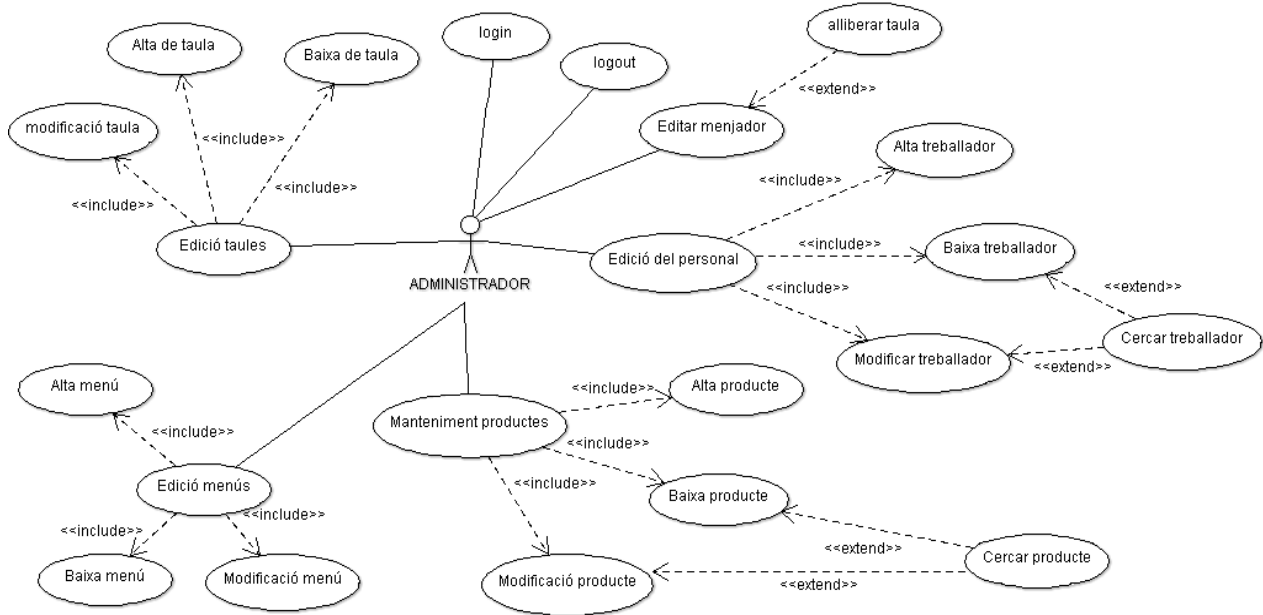 login
alliberar taula
Alta de taula
Baixa de taula
logout
<<extend>>
modificació taula
<<include>>
Editar menjador
Alta treballador
<<include>>
<<include>>
<<include>>
Edició taules
Edició del personal
<<include>>
Baixa treballador
ADMINISTRADOR
<<include>>
<<extend>>
Modificar treballador
Cercar treballador
<<extend>>
Alta menú
<<include>>
Alta producte
Manteniment productes
<<include>>
<<include>>
Edició menús
<<include>>
Baixa producte
<<include>>
<<include>>
<<extend>>
Cercar producte
Baixa menú
Modificació menú
Modificació producte
<<extend>>